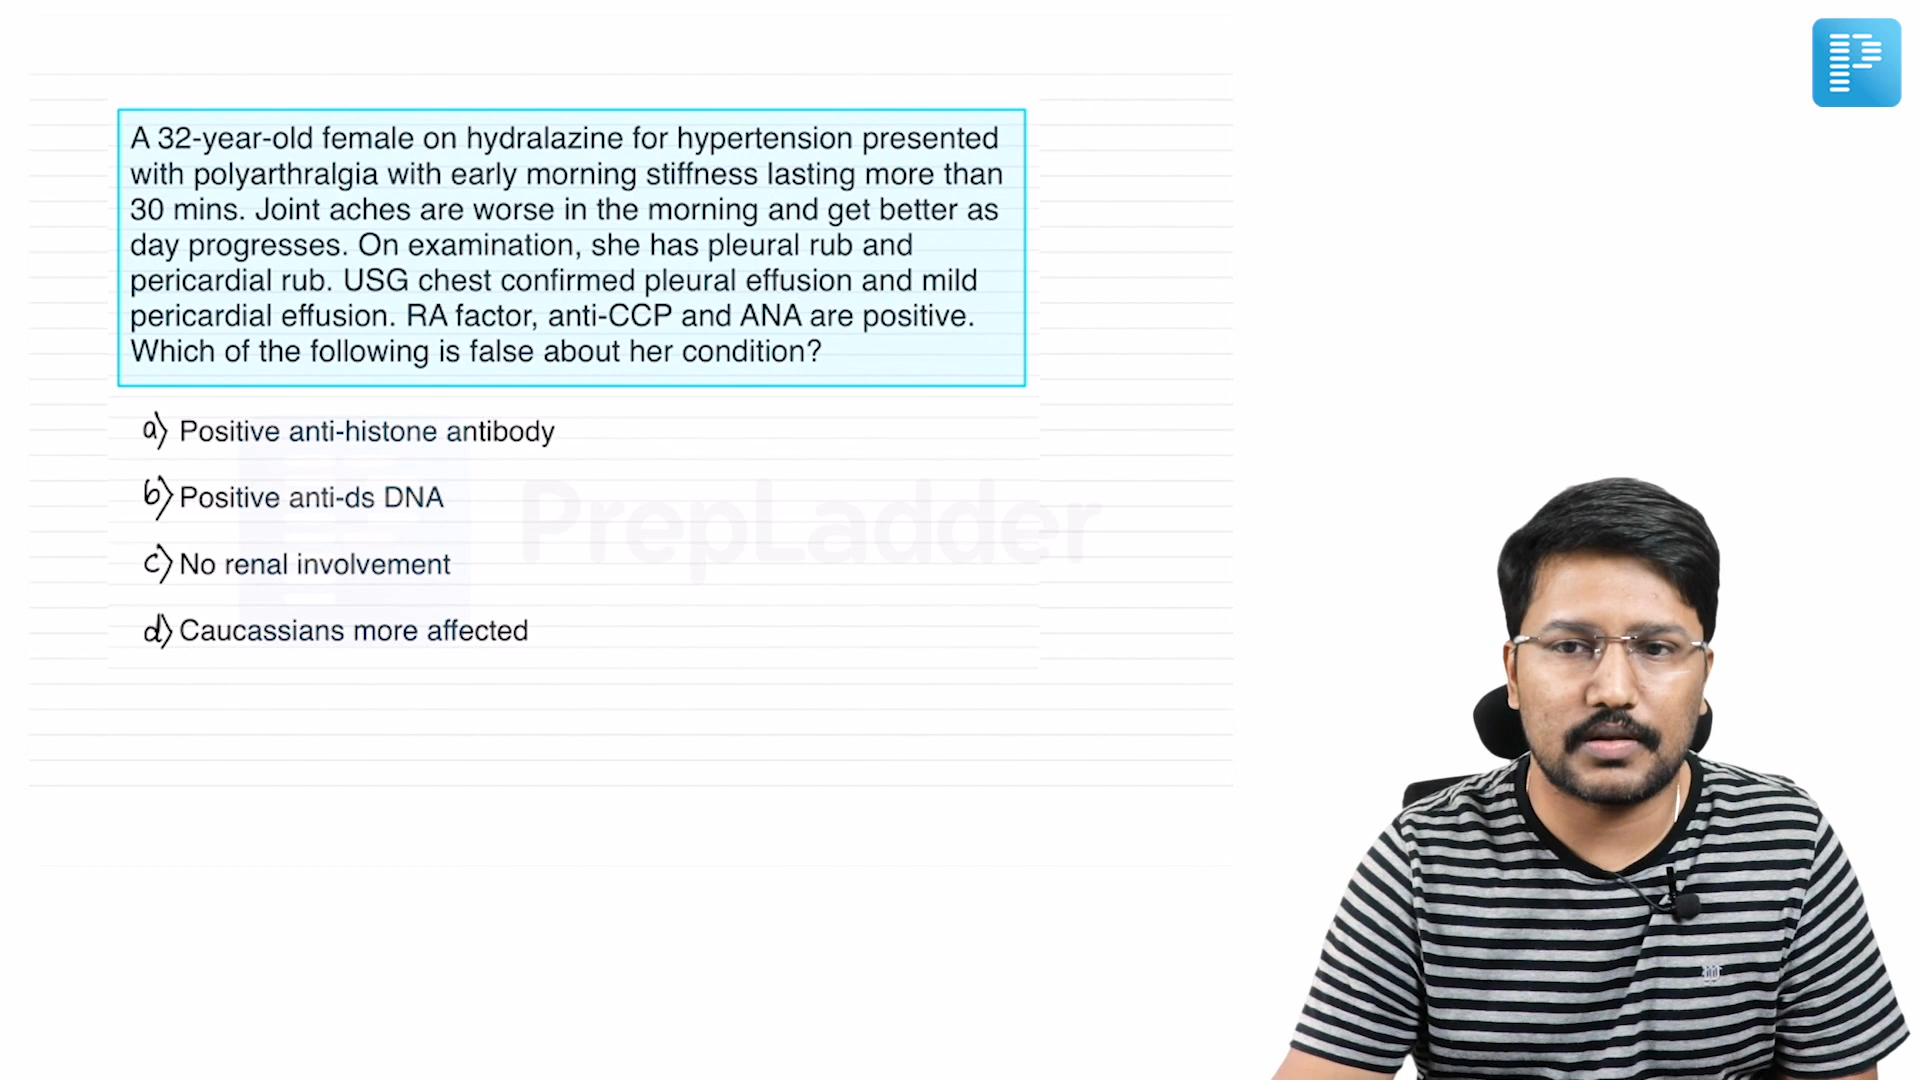 A 32-year-old female on hydralazine for hypertension presented
with polyarthralgia with early morning stiffness lasting more than
30 mins. Joint aches are worse in the morning and get better as
day progresses. On examination, she has pleural rub and
pericardial rub. USG chest confirmed pleural effusion and mild
pericardial effusion. RA factor, anti-CCP and ANA are positive.
Which of the following is false about her condition?
a) Positive anti-histone antibody
b) Positive anti-ds DNA
PrepLadder
c) No renal involvement
d) Caucassians more affected